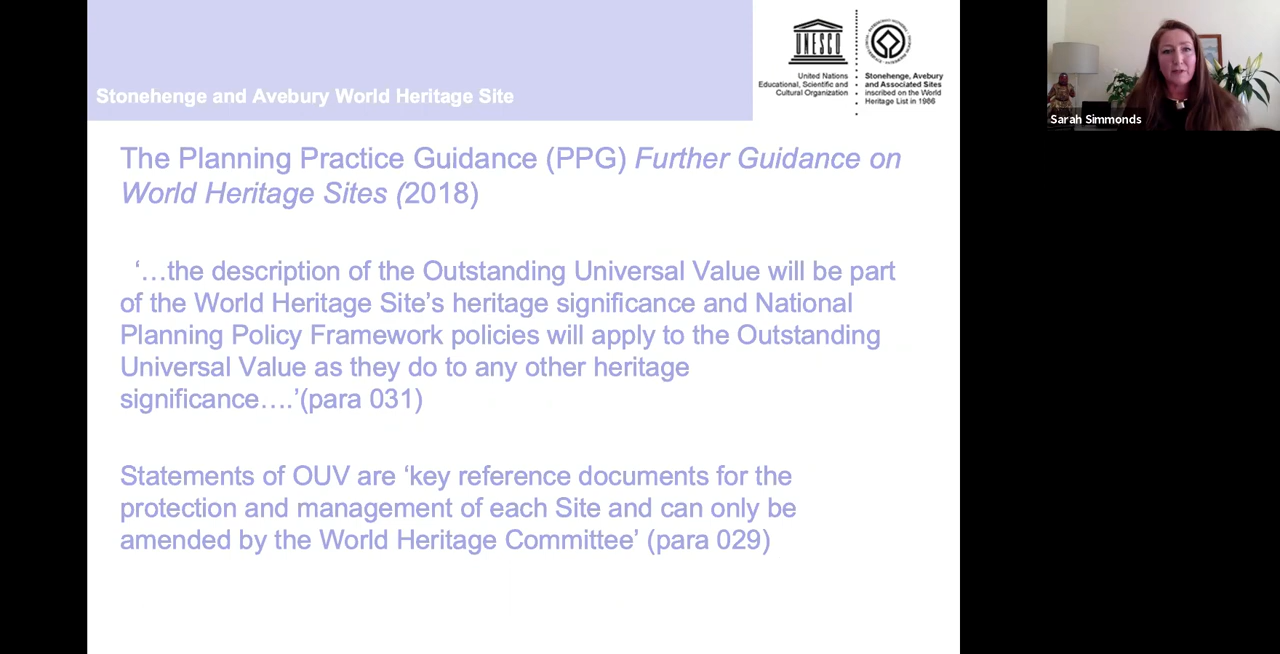 Stonehenge and Avebury World Heritage Site
UNESCO
United Nations
Educational, Scientific and
Cultural Organization
Stonehenge, Avebury
and Associated Sites
inscribed on the World
Heritage List in 1986
Sarah Simmonds
The Planning Practice Guidance (PPG) Further Guidance on
World Heritage Sites (2018)
‘…the description of the Outstanding Universal Value will be part
of the World Heritage Site’s heritage significance and National
Planning Policy Framework policies will apply to the Outstanding
Universal Value as they do to any other heritage
significance….’(para 031)
Statements of OUV are ‘key reference documents for the
protection and management of each Site and can only be
amended by the World Heritage Committee’ (para 029)